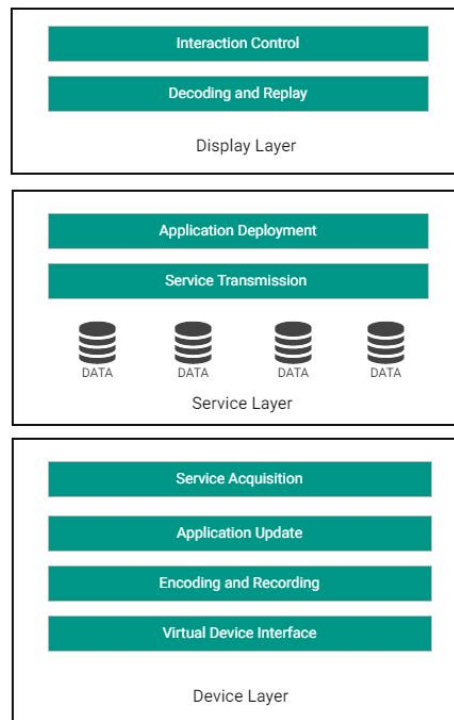 Interaction Control
Decoding and Replay
Display Layer
Application Deployment
Service Transmission
DATA DATA DATA DATA
Service Layer
Service Acquisition
Application Update
Encoding and Recording
Virtual Device Interface
Device Layer